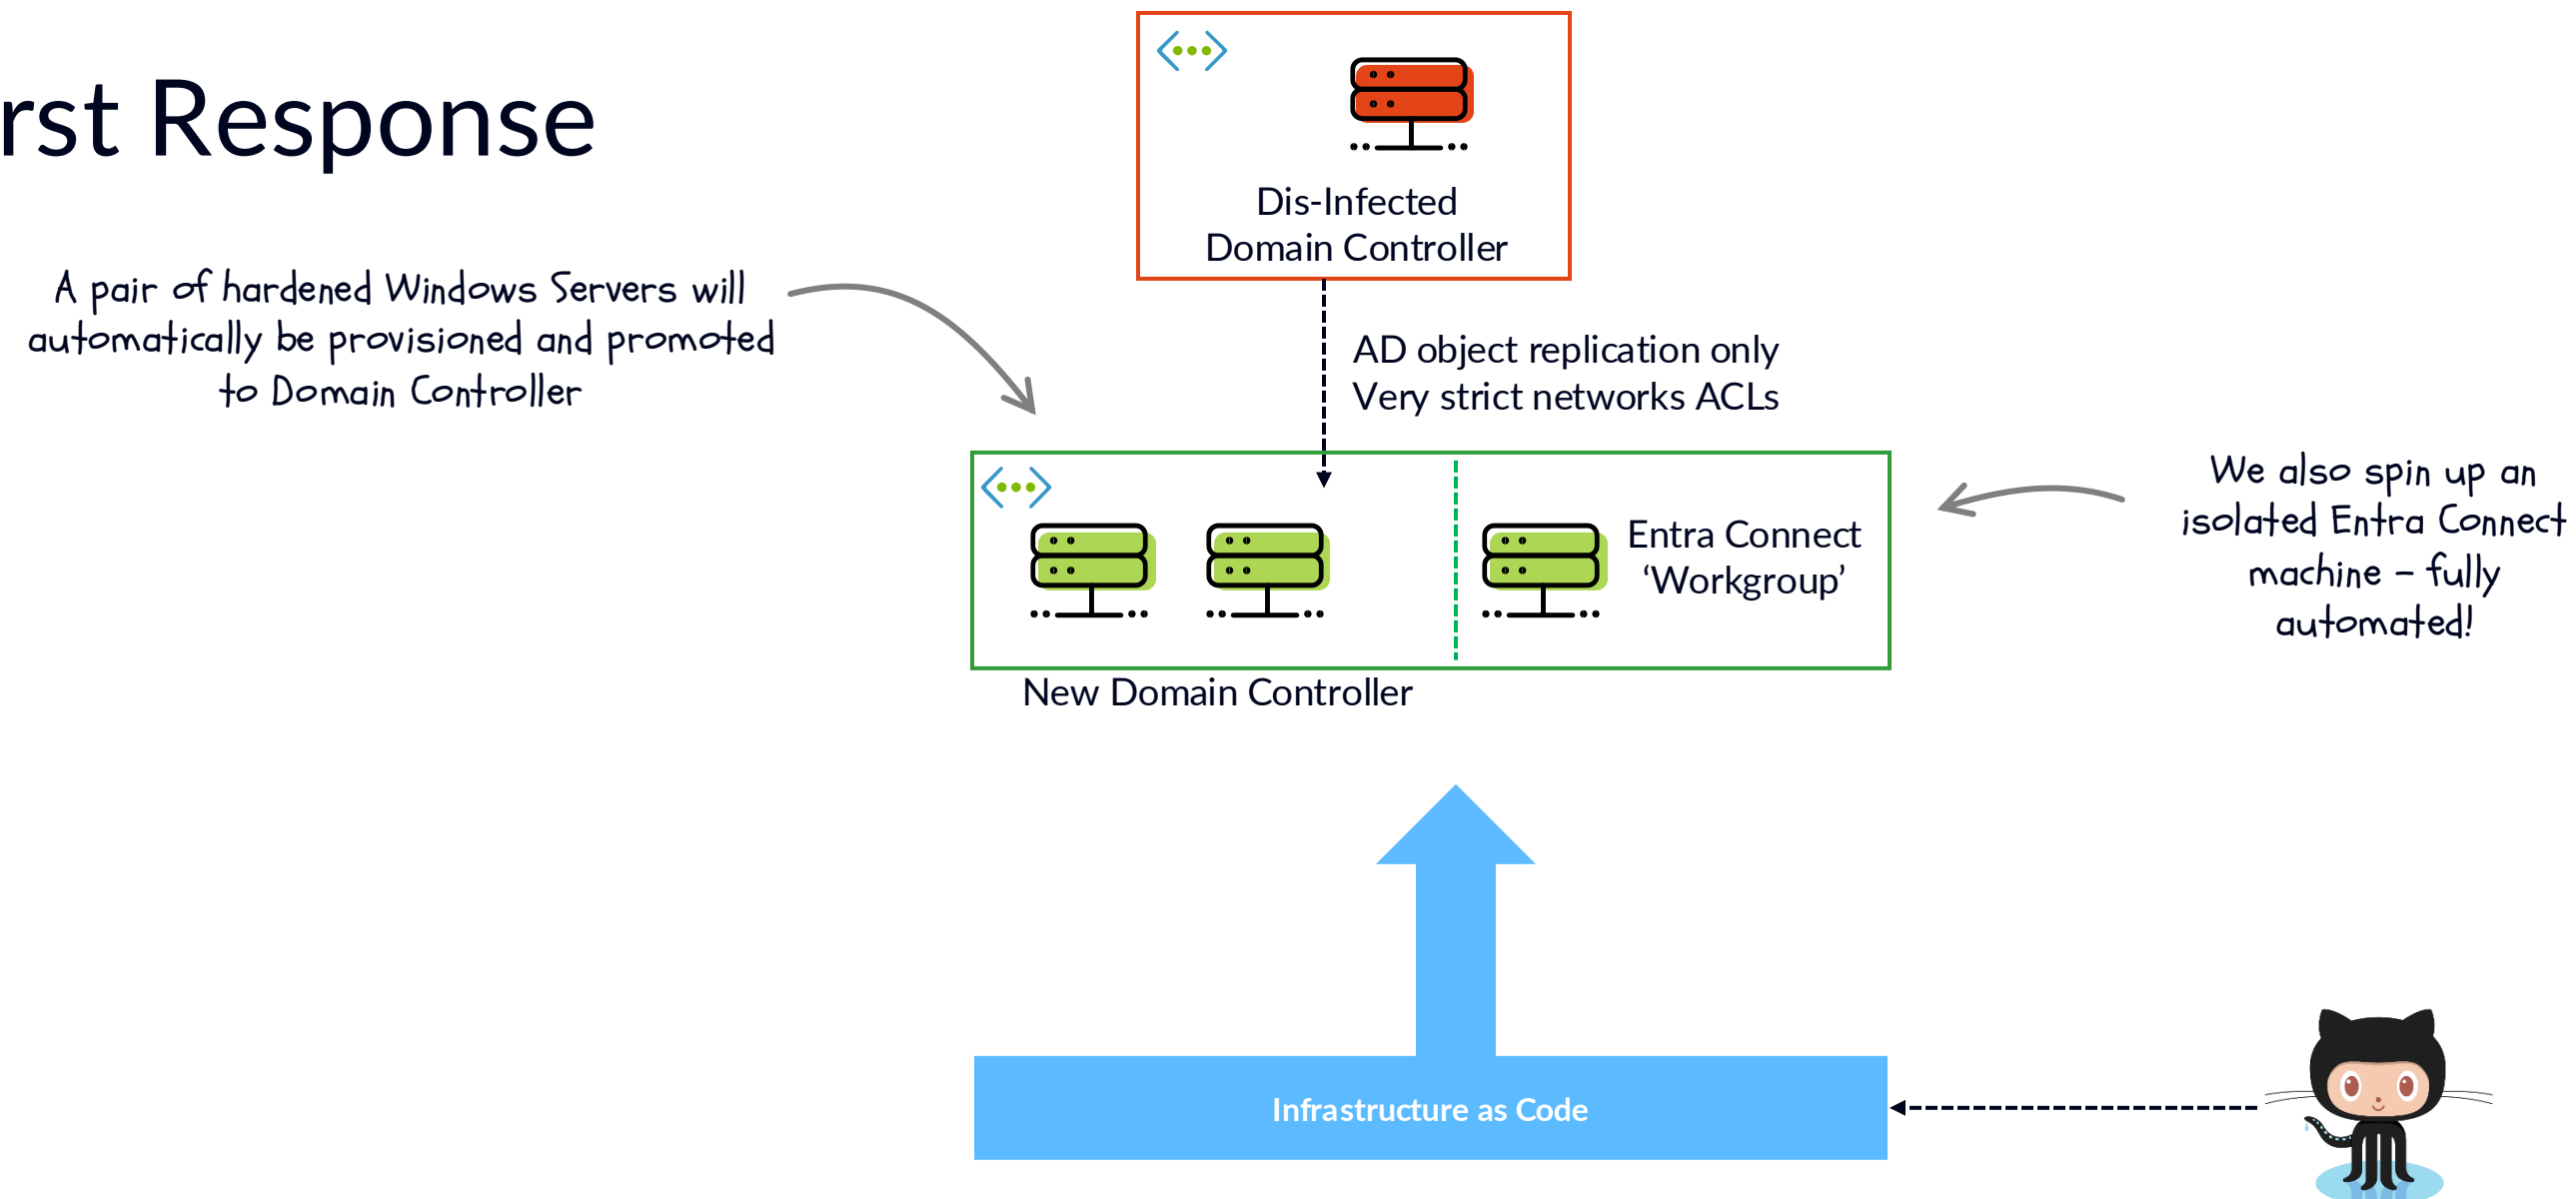 rst Response
Dis-Infected
Domain Controller
A pair of hardened Windows Servers will
automatically be provisioned and promoted
to Domain Controller
AD object replication only
Very strict networks ACLs
We also spin up an
isolated Entra Connect
machine – fully
automated!
Entra Connect
‘Workgroup’
New Domain Controller
Infrastructure as Code